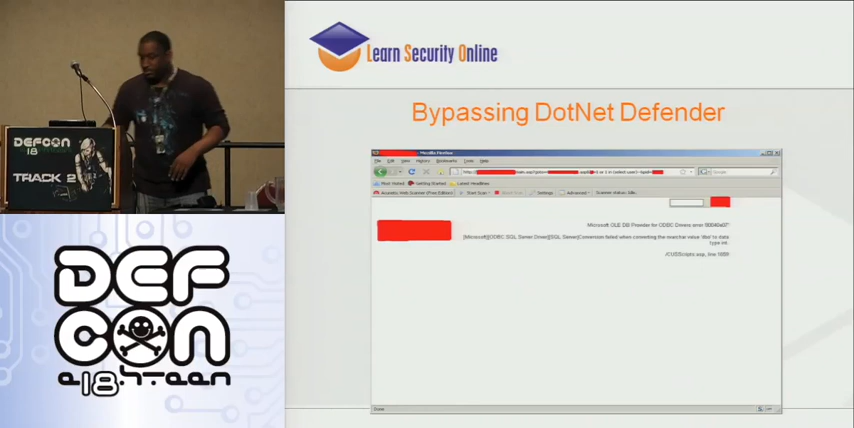 DEFCON
18
TRACK 2
DEF
CON
e18hteen
Learn Security Online
Bypassing DotNet Defender
Mozilla Firefox
File Edit View History Bookmarks Tools Help
Most Visited Getting Started Latest Headlines
Acunetix Web Scanner (Free Edition) Start Scan Settings Advanced Scanner status: Idle.
Microsoft OLE DB Provider for ODBC Drivers error '80040e07'
[Microsoft][ODBC SQL Server Driver][SQL Server]Conversion failed when converting the nvarchar value 'dbo' to data
type int.
Done